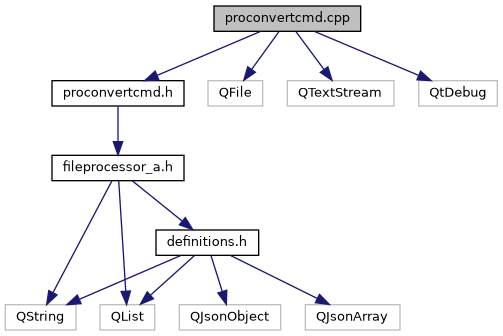 proconvertcmd.cpp
proconvertcmd.h
QFile
QTextStream
QtDebug
fileprocessor_a.h
definitions.h
QString
QList
QJsonObject
QJsonArray